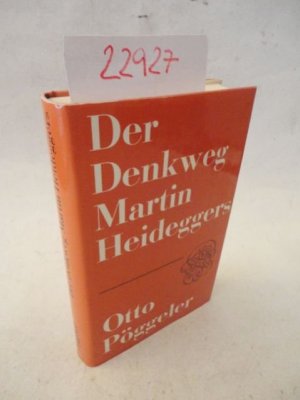 22927
Der
Denkweg
Martin
Heideggers
Otto
Pöggeler